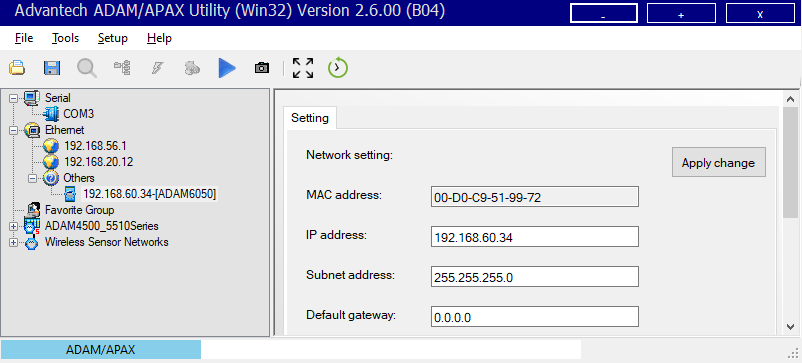 Advantech ADAM/APAX Utility (Win32) Version 2.6.00 (B04)
- + x
File Tools Setup Help
Serial
COM3
Ethernet
192.168.56.1
192.168.20.12
Others
192.168.60.34-[ADAM6050]
Favorite Group
ADAM4500_5510Series
Wireless Sensor Networks
Setting
Network setting:
Apply change
MAC address: 00-D0-C9-51-99-72
IP address: 192.168.60.34
Subnet address: 255.255.255.0
Default gateway: 0.0.0.0
ADAM/APAX